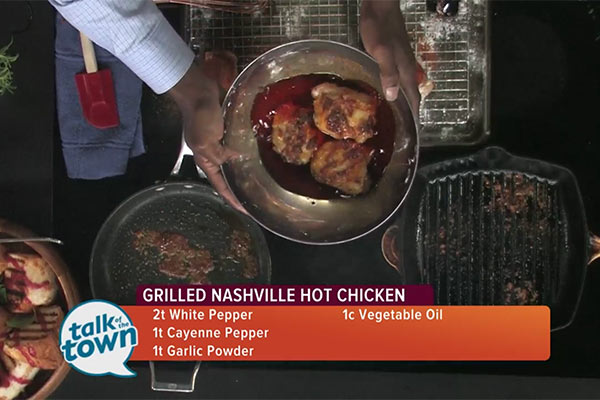 GRILLED NASHVILLE HOT CHICKEN
2t White Pepper
1t Cayenne Pepper
1t Garlic Powder
1c Vegetable Oil
talk of the
town